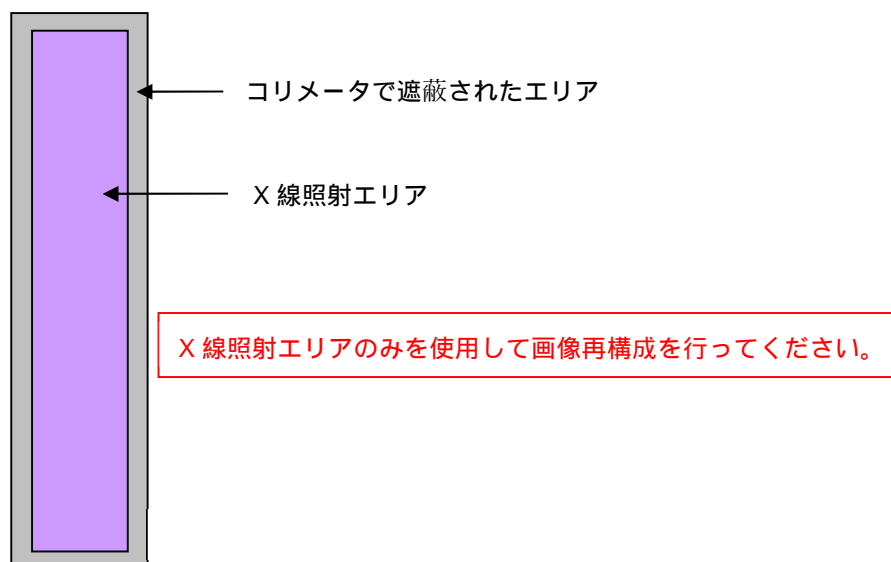 コリメータで遮蔽されたエリア
X 線照射エリア
X 線照射エリアのみを使用して画像再構成を行ってください。